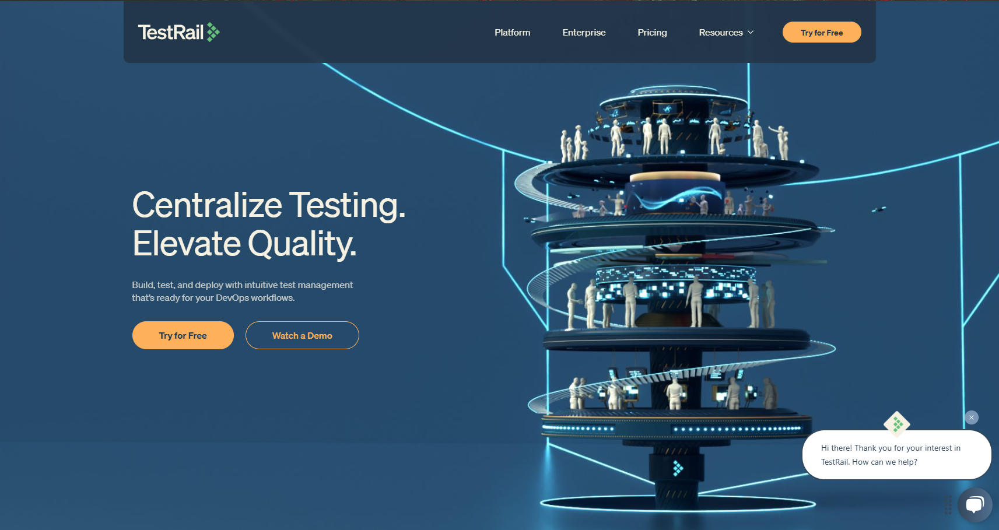 TestRail
Platform
Enterprise
Pricing
Resources
Try for Free
Centralize Testing.
Elevate Quality.
Build, test, and deploy with intuitive test management
that's ready for your DevOps workflows.
Try for Free
Watch a Demo
Hi there! Thank you for your interest in
TestRail. How can we help?